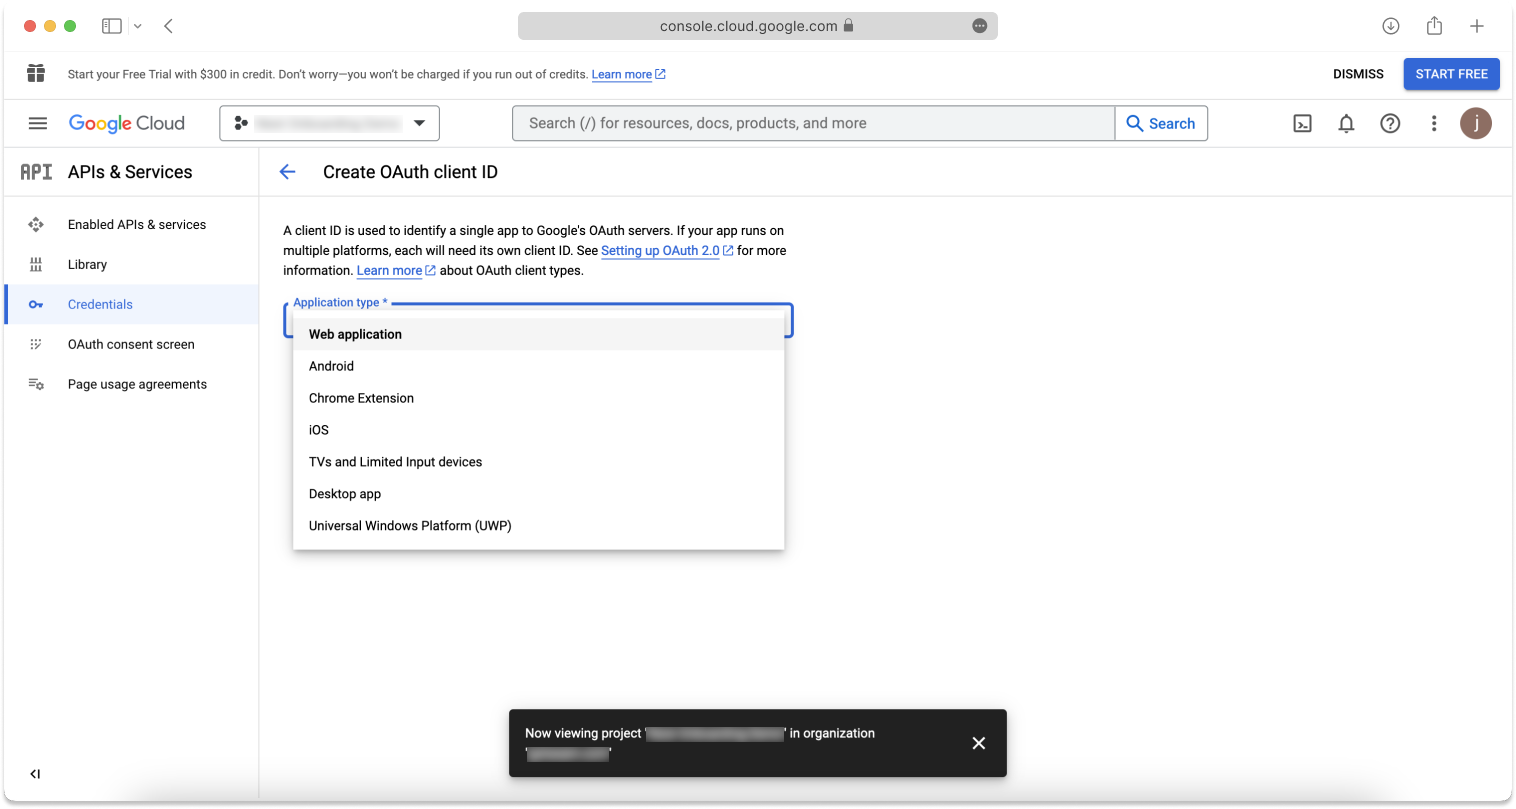 console.cloud.google.com
Start your Free Trial with $300 in credit. Don't worry—you won't be charged if you run out of credits. Learn more
DISMISS
START FREE
Google Cloud
Search (/) for resources, docs, products, and more
Search
j
API APIs & Services
Create OAuth client ID
Enabled APIs & services
Library
Credentials
OAuth consent screen
Page usage agreements
A client ID is used to identify a single app to Google's OAuth servers. If your app runs on
multiple platforms, each will need its own client ID. See Setting up OAuth 2.0 for more
information. Learn more about OAuth client types.
Application type *
Web application
Android
Chrome Extension
iOS
TVs and Limited Input devices
Desktop app
Universal Windows Platform (UWP)
Now viewing project '' in organization
''